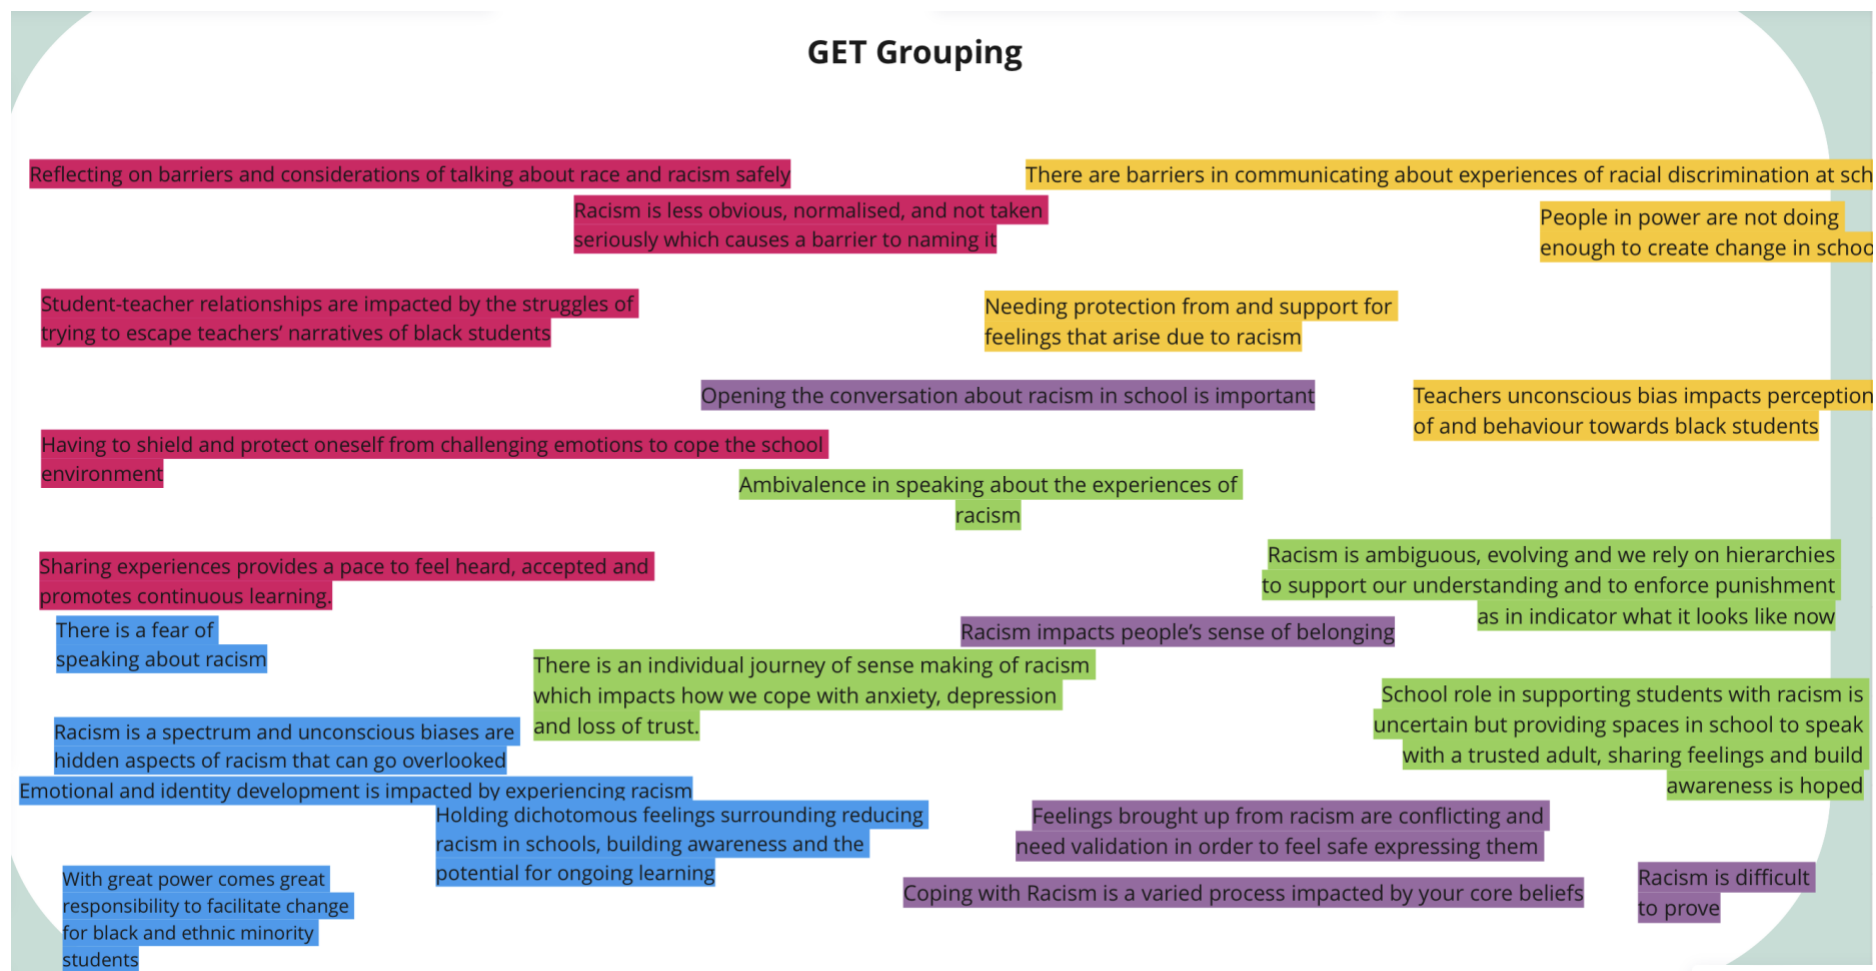 GET Grouping
Reflecting on barriers and considerations of talking about race and racism safely
There are barriers in communicating about experiences of racial discrimination at sch
Racism is less obvious, normalised, and not taken
seriously which causes a barrier to naming it
People in power are not doing
enough to create change in schoo
Student-teacher relationships are impacted by the struggles of
trying to escape teachers’ narratives of black students
Needing protection from and support for
feelings that arise due to racism
Opening the conversation about racism in school is important
Teachers unconscious bias impacts perception
of and behaviour towards black students
Having to shield and protect oneself from challenging emotions to cope the school
environment
Ambivalence in speaking about the experiences of
racism
Sharing experiences provides a pace to feel heard, accepted and
promotes continuous learning.
Racism is ambiguous, evolving and we rely on hierarchies
to support our understanding and to enforce punishment
as in indicator what it looks like now
There is a fear of
speaking about racism
Racism impacts people’s sense of belonging
There is an individual journey of sense making of racism
which impacts how we cope with anxiety, depression
and loss of trust.
School role in supporting students with racism is
uncertain but providing spaces in school to speak
with a trusted adult, sharing feelings and build
awareness is hoped
Racism is a spectrum and unconscious biases are
hidden aspects of racism that can go overlooked
Emotional and identity development is impacted by experiencing racism
Holding dichotomous feelings surrounding reducing
racism in schools, building awareness and the
potential for ongoing learning
Feelings brought up from racism are conflicting and
need validation in order to feel safe expressing them
With great power comes great
responsibility to facilitate change
for black and ethnic minority
students
Coping with Racism is a varied process impacted by your core beliefs
Racism is difficult
to prove